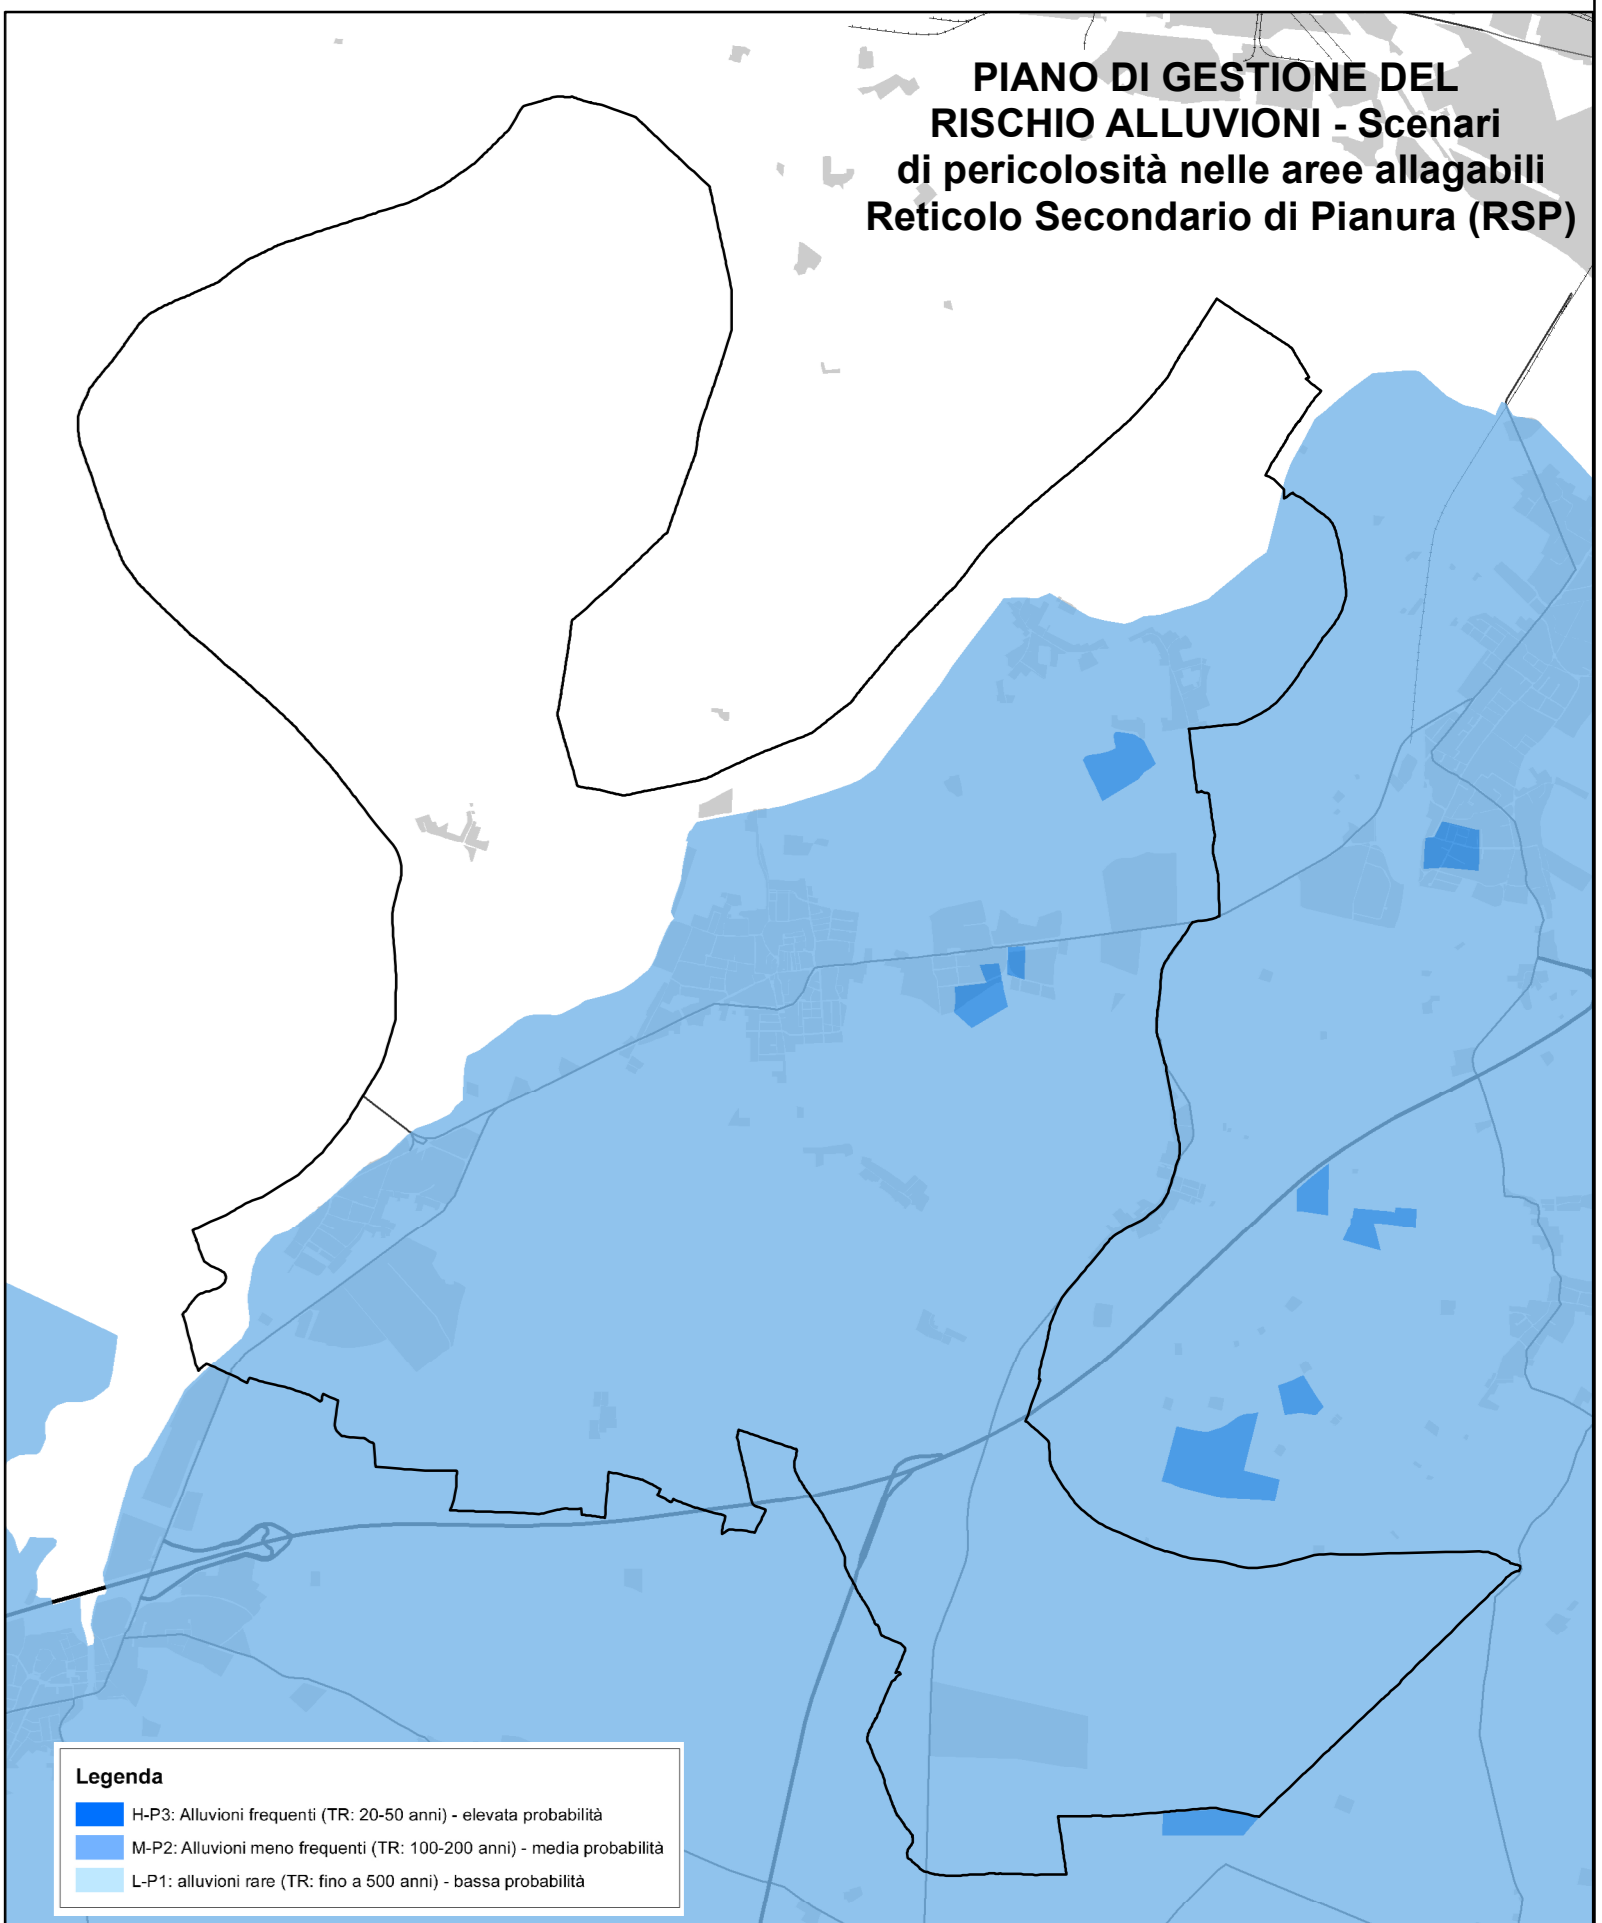 PIANO DI GESTIONE DEL
RISCHIO ALLUVIONI - Scenari
di pericolosità nelle aree allagabili
Reticolo Secondario di Pianura (RSP)
Legenda
H-P3: Alluvioni frequenti (TR: 20-50 anni) - elevata probabilità
M-P2: Alluvioni meno frequenti (TR: 100-200 anni) - media probabilità
L-P1: alluvioni rare (TR: fino a 500 anni) - bassa probabilità